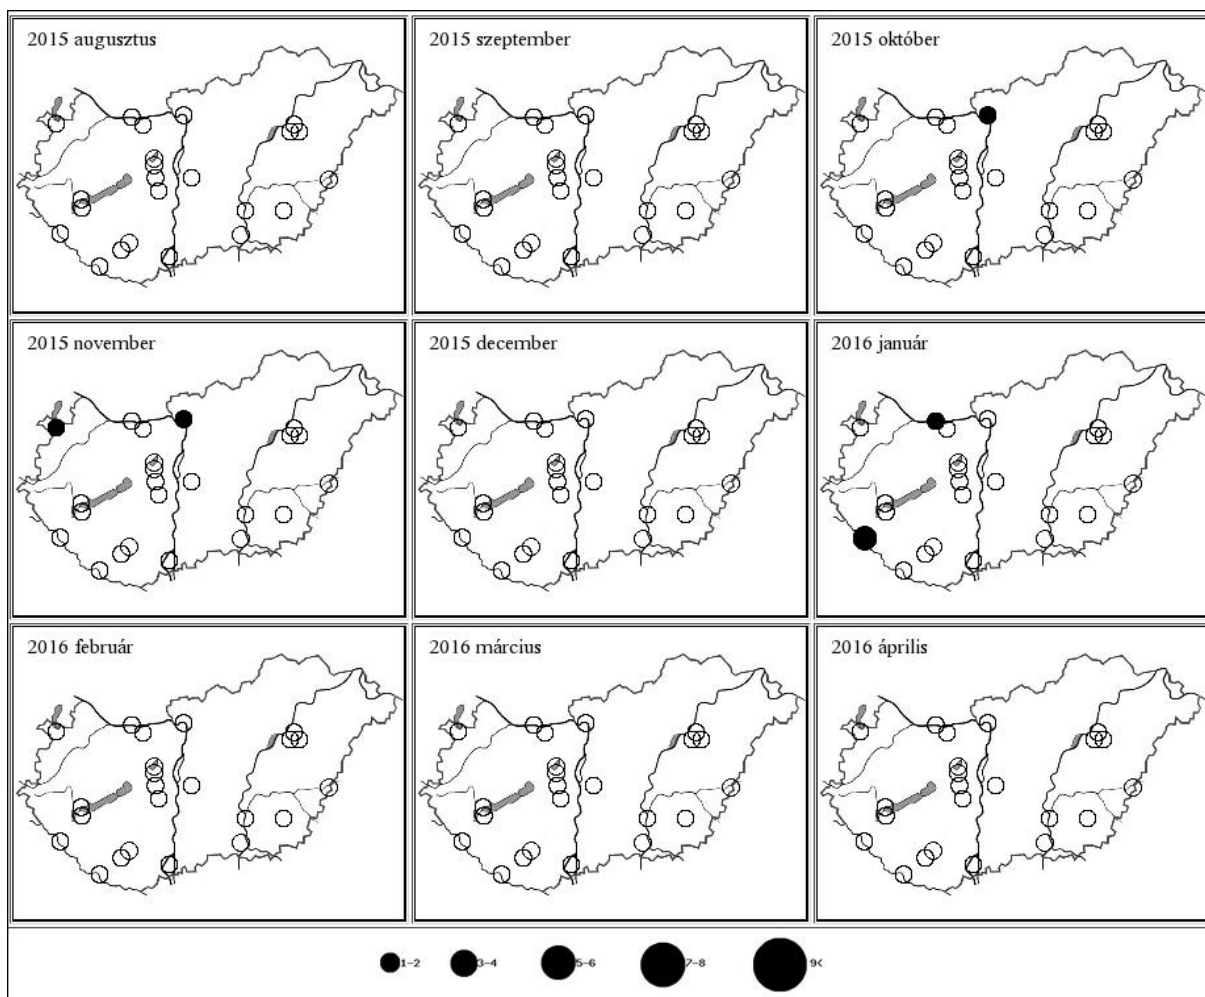 2015 augusztus
2015 szeptember
2015 október
2015 november
2015 december
2016 január
2016 február
2016 március
2016 április
1-2 3-4 5-6 7-8 9<